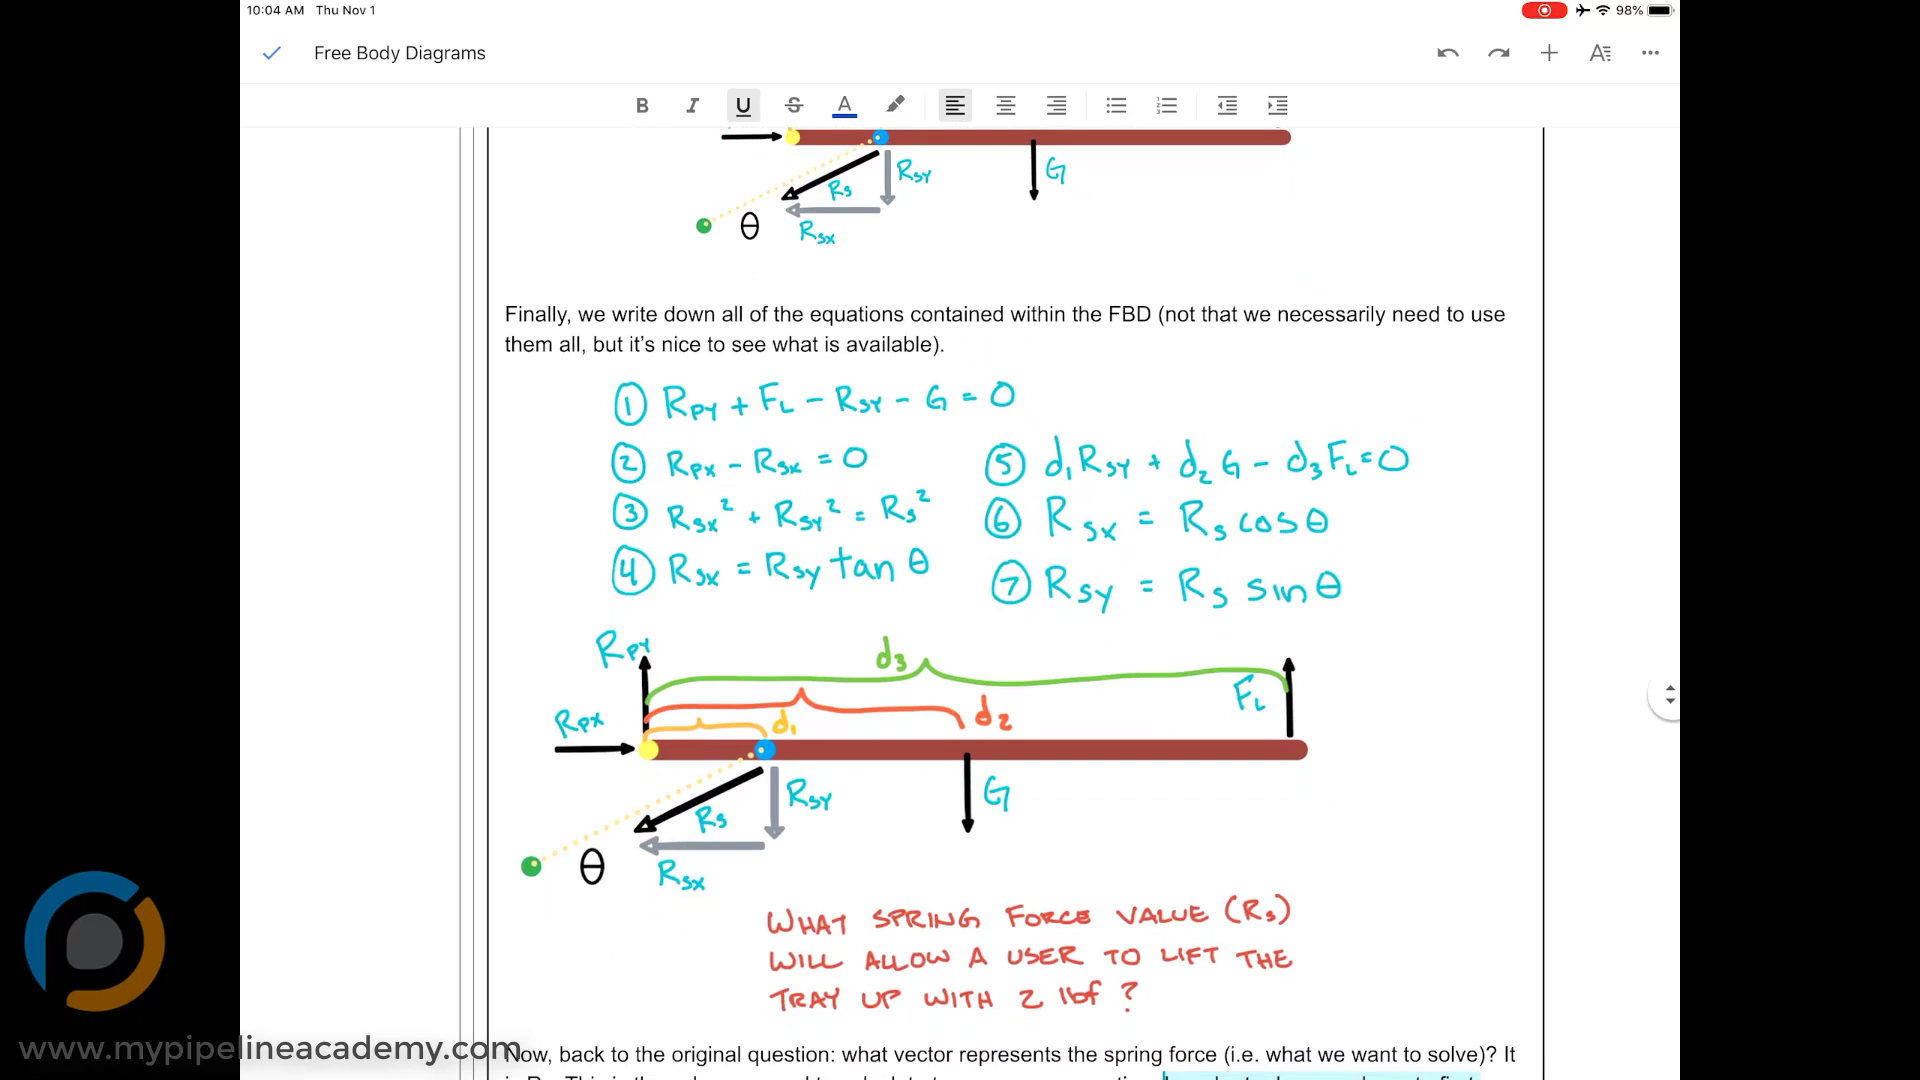 10:04 AM Thu Nov 1
98%
Free Body Diagrams
B I U S A A
RS RSY G
θ RSX
Finally, we write down all of the equations contained within the FBD (not that we necessarily need to use
them all, but it's nice to see what is available).
① RPY + FL - RSY - G = 0
② RPX - RSX = 0
③ RSX² + RSY² = RS²
④ RSX = RSY tan θ
⑤ d₁RSY + d₂G - d₃FL = 0
⑥ RSX = RS cos θ
⑦ RSY = RS sin θ
RPY d₃ FL
RPX d₁ d₂
RS RSY G
θ RSX
WHAT SPRING FORCE VALUE (RS)
WILL ALLOW A USER TO LIFT THE
TRAY UP WITH 2 lbf ?
www.mypipelineacademy.com
Now, back to the original question: what vector represents the spring force (i.e. what we want to solve)? It